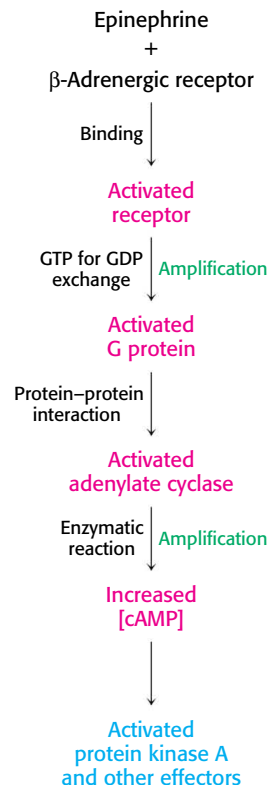 Epinephrine
+
β-Adrenergic receptor
Binding
Activated
receptor
GTP for GDP
exchange
Amplification
Activated
G protein
Protein–protein
interaction
Activated
adenylate cyclase
Enzymatic
reaction
Amplification
Increased
[cAMP]
Activated
protein kinase A
and other effectors